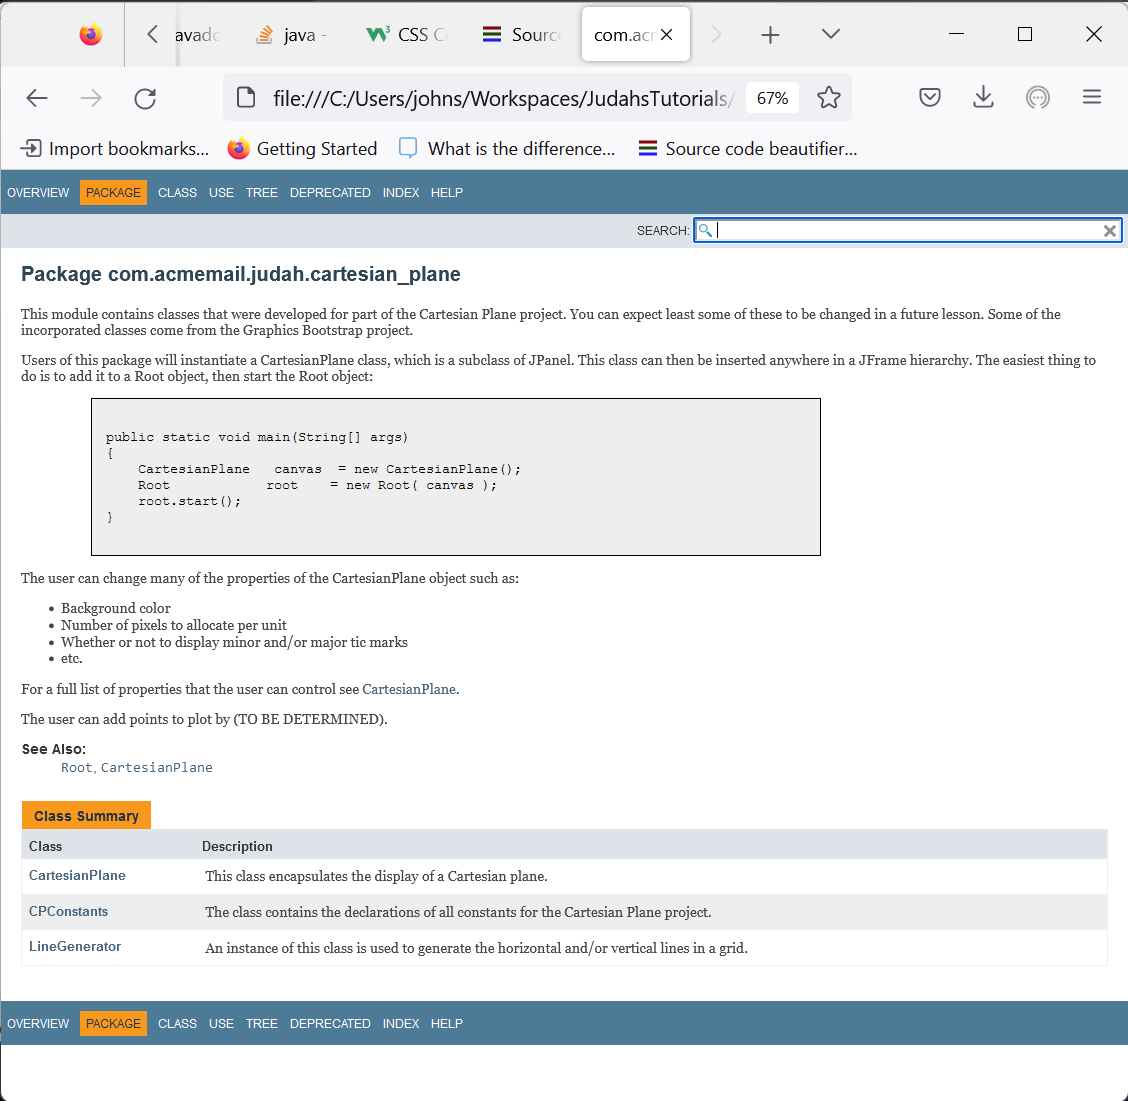 avadc
java -
CSS C
Source
com.acm
file:///C:/Users/johns/Workspaces/JudahsTutorials/
67%
Import bookmarks...
Getting Started
What is the difference...
Source code beautifier...
OVERVIEW PACKAGE CLASS USE TREE DEPRECATED INDEX HELP
SEARCH:
Package com.acmemail.judah.cartesian_plane
This module contains classes that were developed for part of the Cartesian Plane project. You can expect least some of these to be changed in a future lesson. Some of the
incorporated classes come from the Graphics Bootstrap project.
Users of this package will instantiate a CartesianPlane class, which is a subclass of JPanel. This class can then be inserted anywhere in a JFrame hierarchy. The easiest thing to
do is to add it to a Root object, then start the Root object:
public static void main(String[] args)
{
    CartesianPlane   canvas  = new CartesianPlane();
    Root            root    = new Root( canvas );
    root.start();
}
The user can change many of the properties of the CartesianPlane object such as:
• Background color
• Number of pixels to allocate per unit
• Whether or not to display minor and/or major tic marks
• etc.
For a full list of properties that the user can control see CartesianPlane.
The user can add points to plot by (TO BE DETERMINED).
See Also:
Root, CartesianPlane
Class Summary
Class Description
CartesianPlane This class encapsulates the display of a Cartesian plane.
CPConstants The class contains the declarations of all constants for the Cartesian Plane project.
LineGenerator An instance of this class is used to generate the horizontal and/or vertical lines in a grid.
OVERVIEW PACKAGE CLASS USE TREE DEPRECATED INDEX HELP